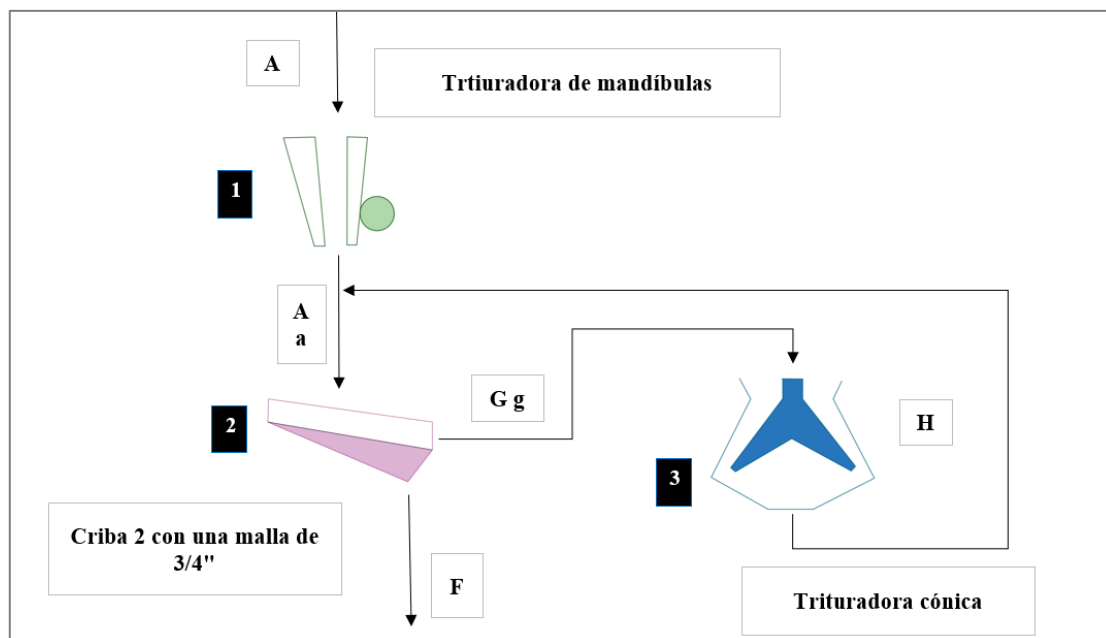 A
Trtiuradora de mandíbulas
1
A
a
G g
2
H
3
Criba 2 con una malla de
3/4"
F
Trituradora cónica